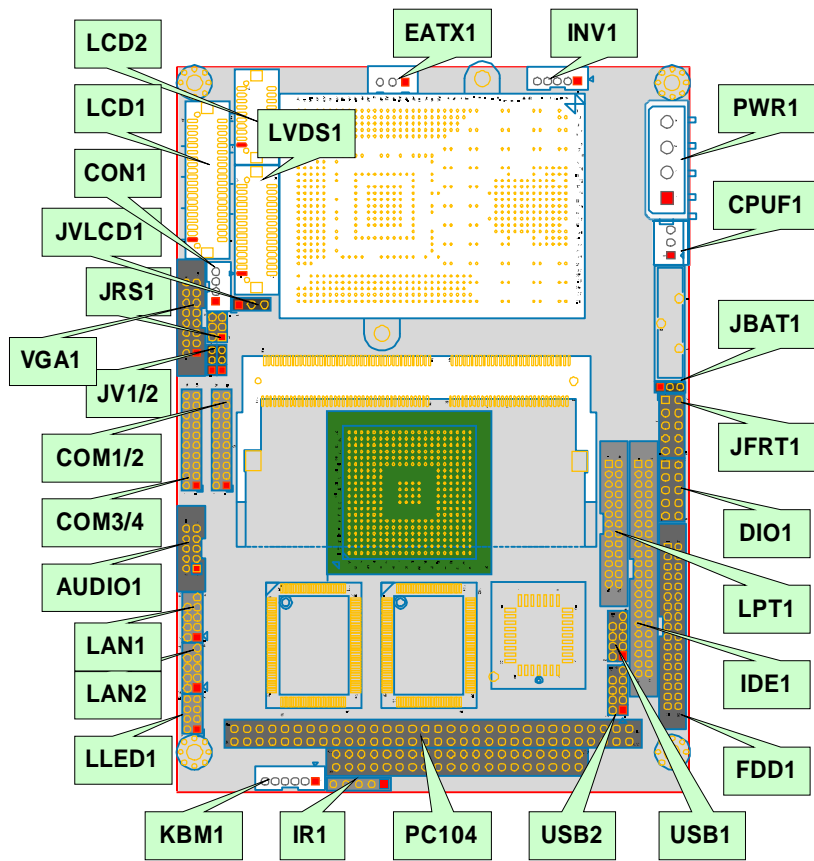 EATX1
INV1
LCD2
LCD1
LVDS1
PWR1
CON1
CPUF1
JVLCD1
JRS1
JBAT1
VGA1
JV1/2
JFRT1
COM1/2
COM3/4
DIO1
AUDIO1
LPT1
LAN1
LAN2
IDE1
LLED1
FDD1
KBM1
IR1
PC104
USB2
USB1